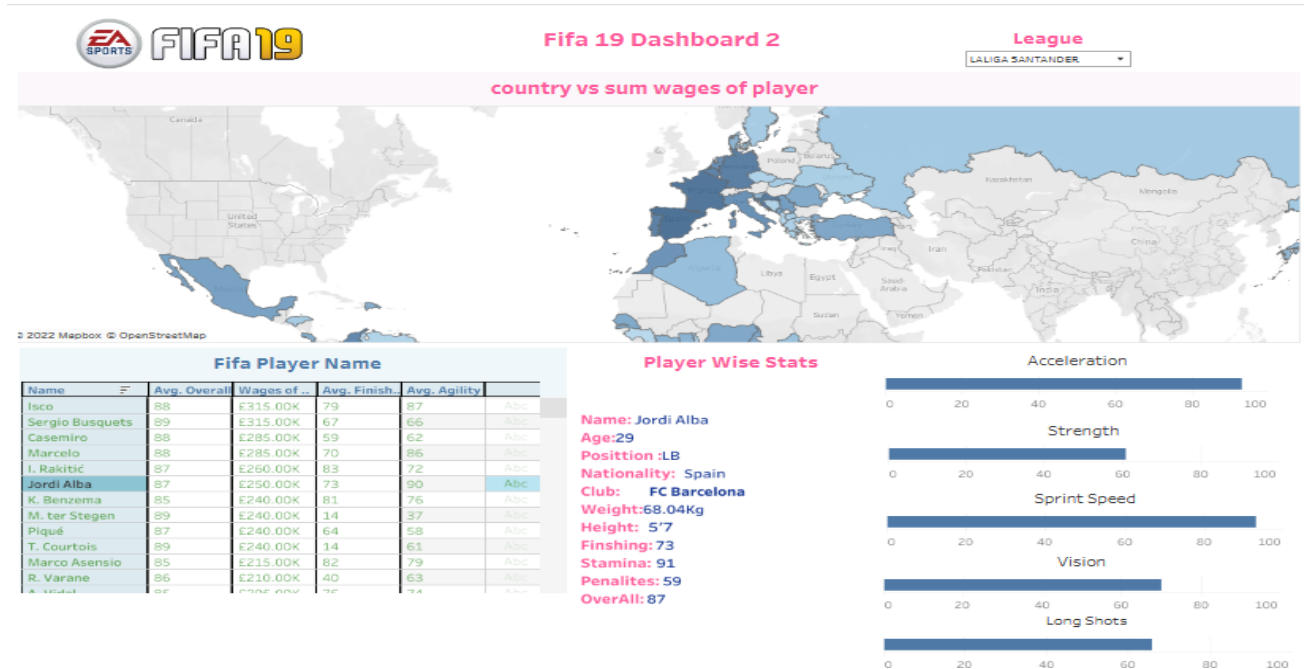 EA SPORTS FIFA 19
Fifa 19 Dashboard 2
League
LALIGA SANTANDER
country vs sum wages of player
Canada
United States
Poland
Belarus
Kazakhstan
Mongolia
China
Iraq
Iran
Pakistan
India
Algeria
Libya
Egypt
Saudi Arabia
Sudan
Yemen
© 2022 Mapbox © OpenStreetMap
Fifa Player Name
Name Avg. Overall Wages of .. Avg. Finish.. Avg. Agility
Isco 88 £315.00K 79 87 Abc
Sergio Busquets 89 £315.00K 67 66 Abc
Casemiro 88 £285.00K 59 62 Abc
Marcelo 88 £285.00K 70 86 Abc
I. Rakitić 87 £260.00K 83 72 Abc
Jordi Alba 87 £250.00K 73 90 Abc
K. Benzema 85 £240.00K 81 76 Abc
M. ter Stegen 89 £240.00K 14 37 Abc
Piqué 87 £240.00K 64 58 Abc
T. Courtois 89 £240.00K 14 61 Abc
Marco Asensio 85 £215.00K 82 79 Abc
R. Varane 86 £210.00K 40 63 Abc
Player Wise Stats
Name: Jordi Alba
Age:29
Posittion :LB
Nationality: Spain
Club: FC Barcelona
Weight:68.04Kg
Height: 5'7
Finshing: 73
Stamina: 91
Penalites: 59
OverAll: 87
Acceleration
0 20 40 60 80 100
Strength
0 20 40 60 80 100
Sprint Speed
0 20 40 60 80 100
Vision
0 20 40 60 80 100
Long Shots
0 20 40 60 80 100